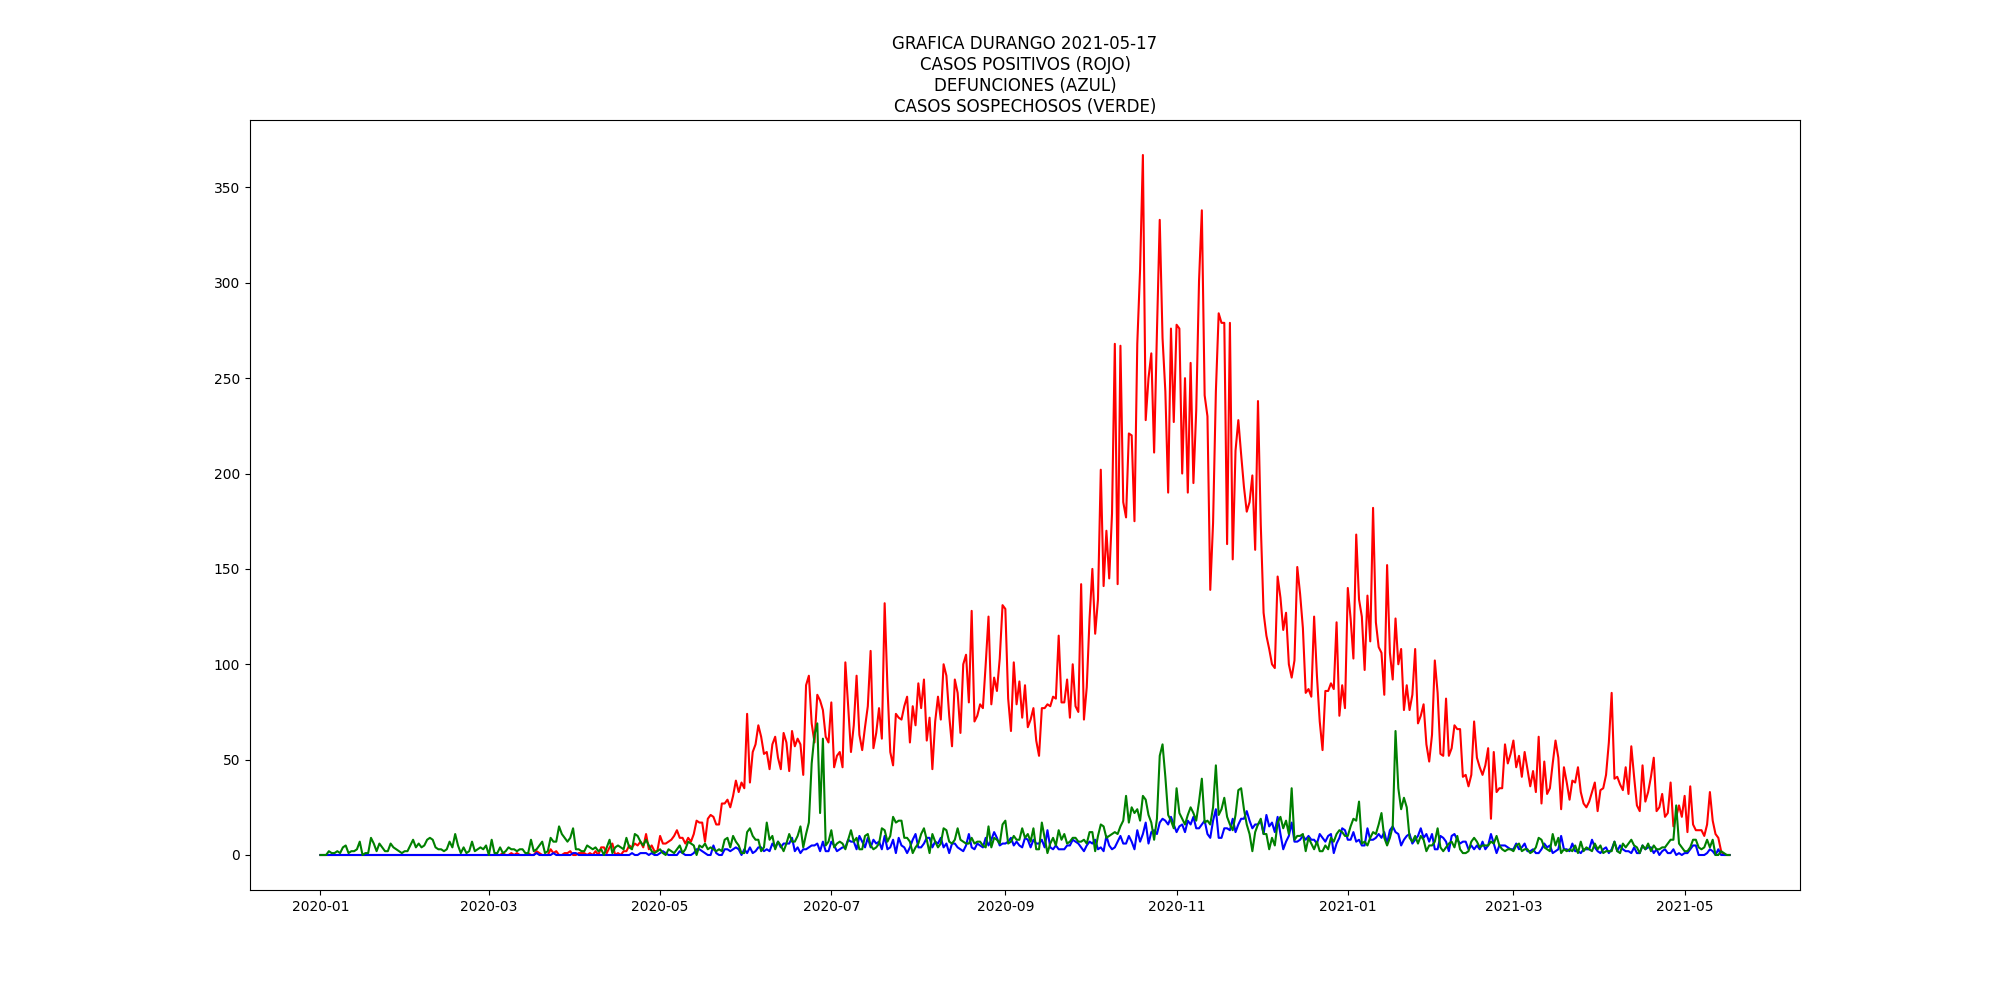 GRAFICA DURANGO 2021-05-17
CASOS POSITIVOS (ROJO)
DEFUNCIONES (AZUL)
CASOS SOSPECHOSOS (VERDE)
350
300
250
200
150
100
50
0
2020-01 2020-03 2020-05 2020-07 2020-09 2020-11 2021-01 2021-03 2021-05